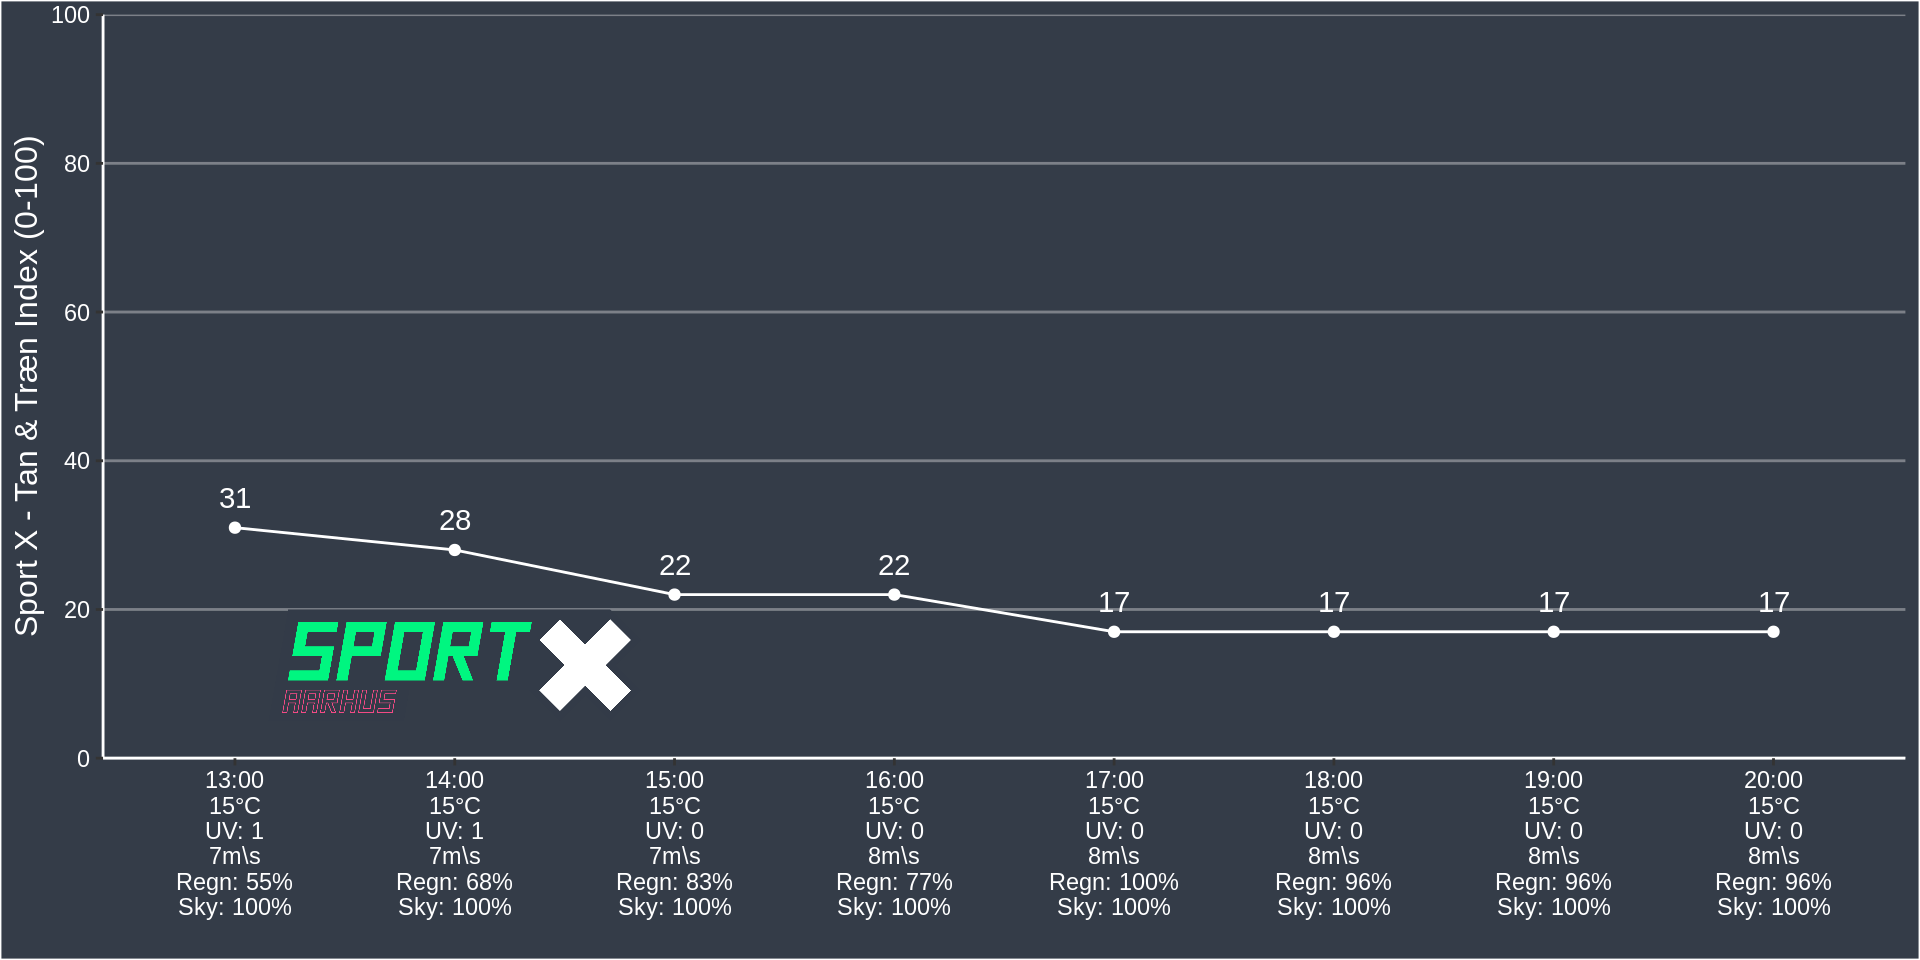 Sport X - Tan & Træn Index (0-100)
100
80
60
40
20
0
31
28
22
22
17
17
17
17
SPORT X
AARHUS
13:00 14:00 15:00 16:00 17:00 18:00 19:00 20:00
15°C 15°C 15°C 15°C 15°C 15°C 15°C 15°C
UV: 1 UV: 1 UV: 0 UV: 0 UV: 0 UV: 0 UV: 0 UV: 0
7m\s 7m\s 7m\s 8m\s 8m\s 8m\s 8m\s 8m\s
Regn: 55% Regn: 68% Regn: 83% Regn: 77% Regn: 100% Regn: 96% Regn: 96% Regn: 96%
Sky: 100% Sky: 100% Sky: 100% Sky: 100% Sky: 100% Sky: 100% Sky: 100% Sky: 100%